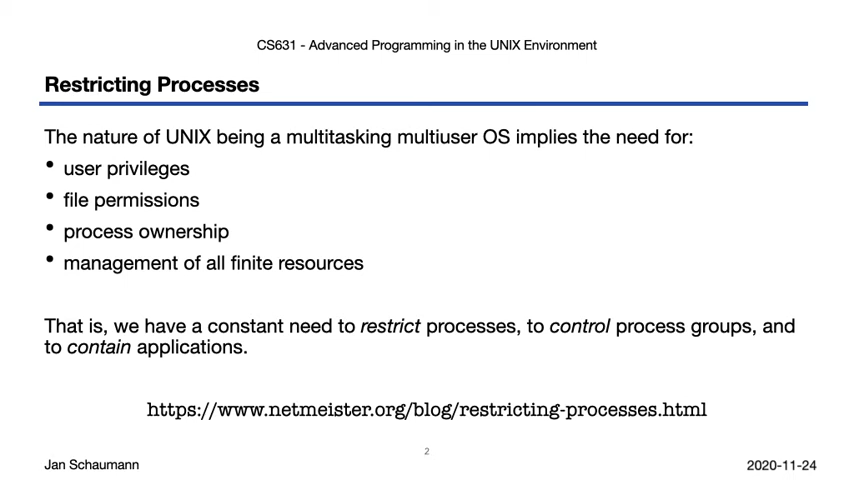 CS631 - Advanced Programming in the UNIX Environment
Restricting Processes
The nature of UNIX being a multitasking multiuser OS implies the need for:
• user privileges
• file permissions
• process ownership
• management of all finite resources
That is, we have a constant need to restrict processes, to control process groups, and
to contain applications.
https://www.netmeister.org/blog/restricting-processes.html
2
Jan Schaumann
2020-11-24